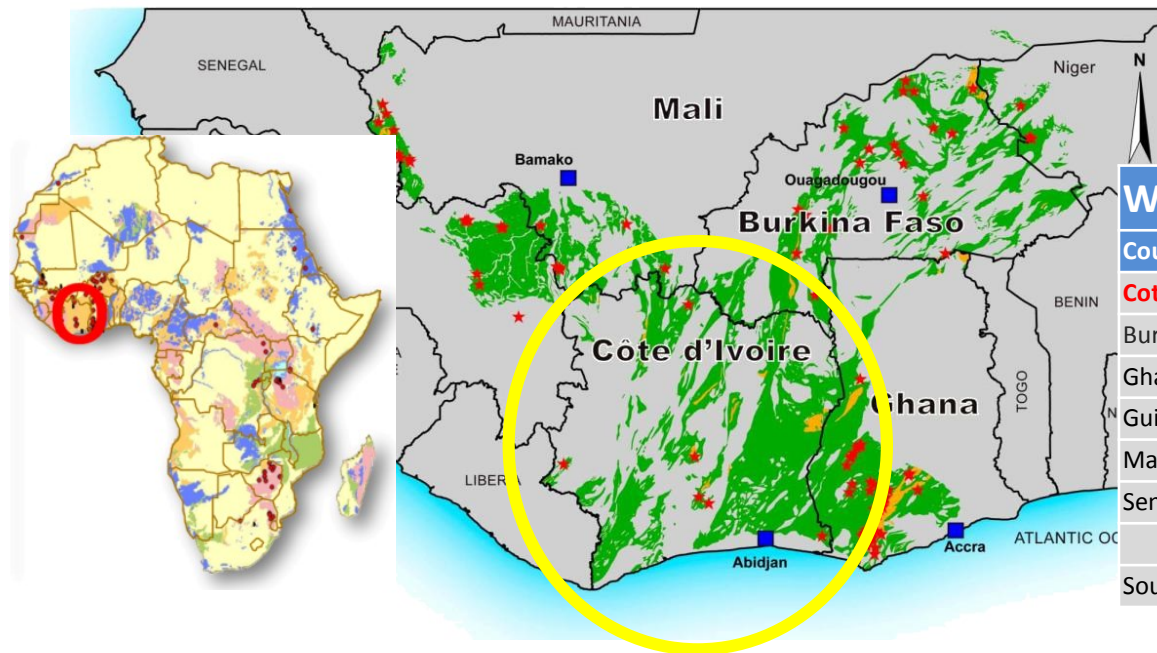 MAURITANIA
SENEGAL
Niger
N
Mali
Bamako
Ouagadougou
Burkina Faso
BENIN
Côte d'Ivoire
Ghana
TOGO
LIBERIA
Abidjan
Accra
ATLANTIC OC
W
Cou
Cot
Bur
Gha
Gui
Ma
Sen
Sou